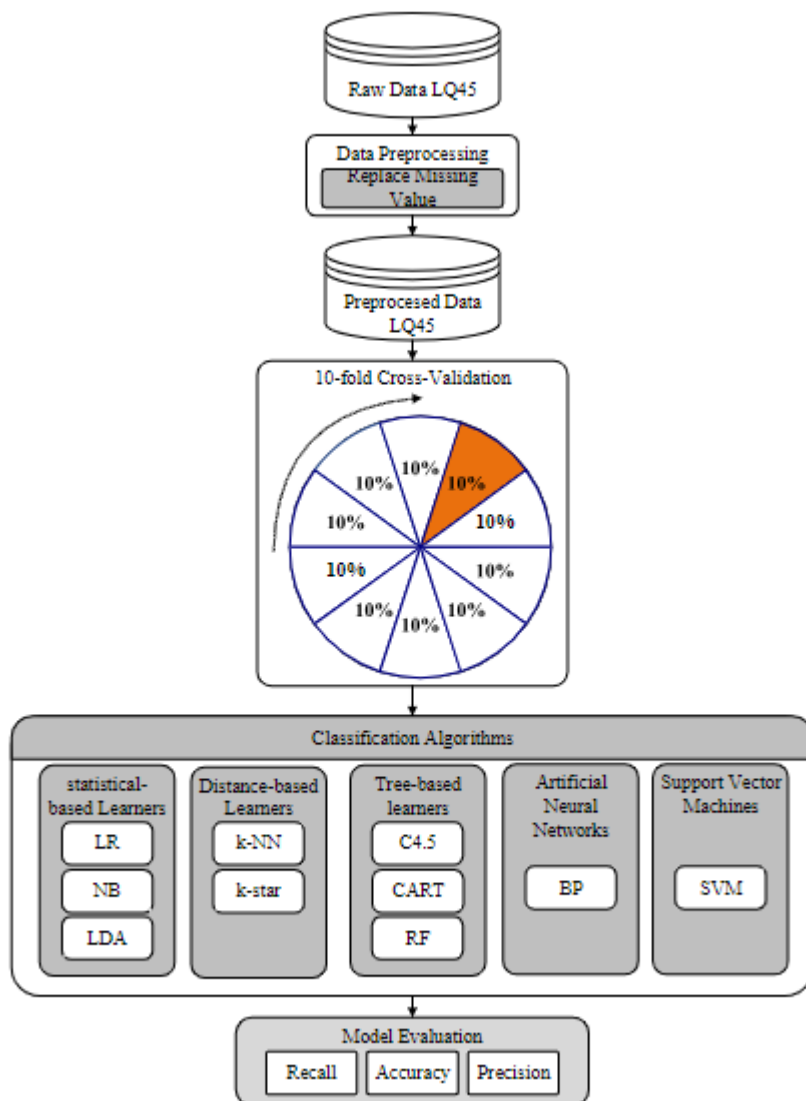 Raw Data LQ45
Data Preprocessing
Replace Missing
Value
Preprocesed Data
LQ45
10-fold Cross-Validation
10%
10%
10%
10%
10%
10%
10%
10%
10%
10%
Classification Algorithms
statistical-
based Learners
LR
NB
LDA
Distance-based
Learners
k-NN
k-star
Tree-based
learners
C4.5
CART
RF
Artificial
Neural
Networks
BP
Support Vector
Machines
SVM
Model Evaluation
Recall
Accuracy
Precision